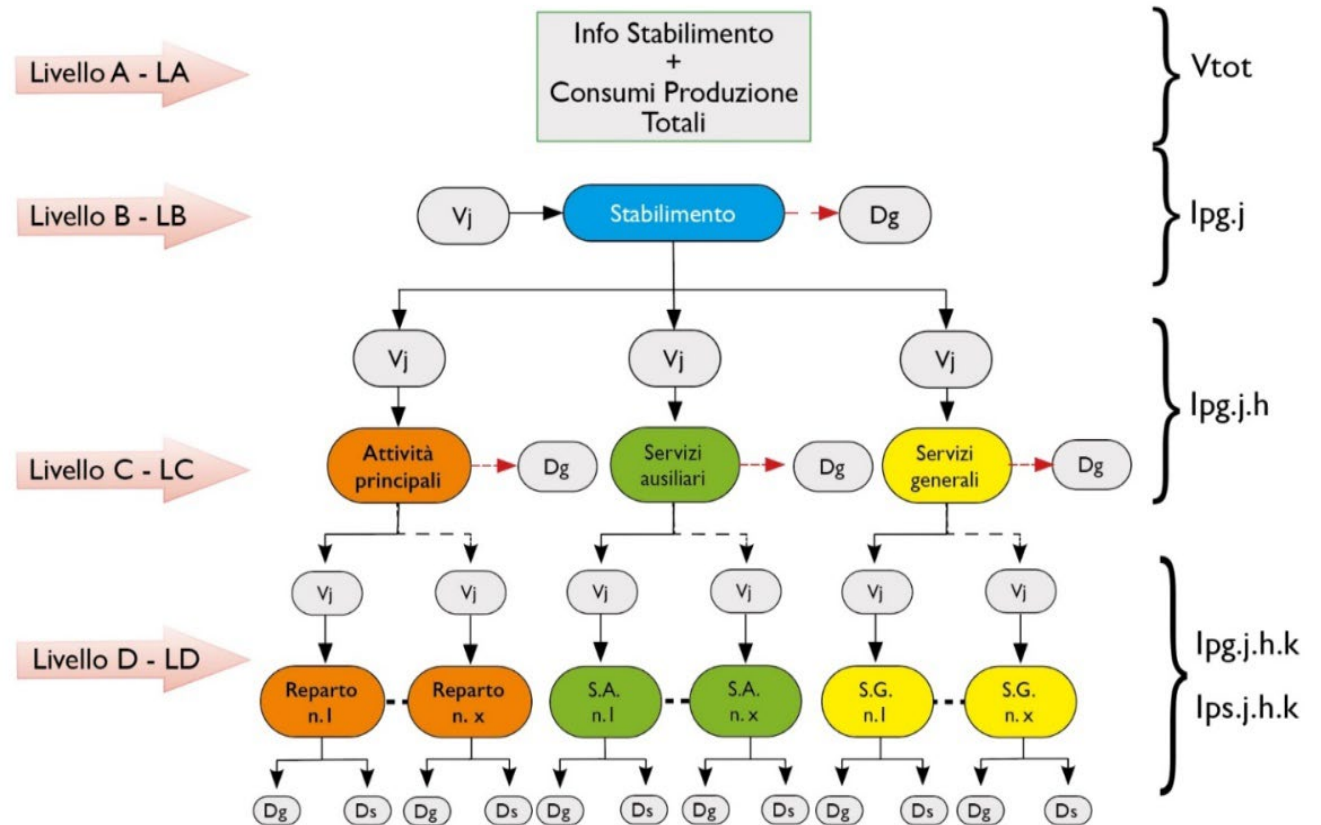 Info Stabilimento
+
Consumi Produzione
Totali
Livello A - LA
Vtot
Livello B - LB
Vj
Stabilimento
Dg
Ipg.j
Vj
Vj
Vj
Ipg.j.h
Livello C - LC
Attività
principali
Dg
Servizi
ausiliari
Dg
Servizi
generali
Dg
Vj
Vj
Vj
Vj
Vj
Vj
Livello D - LD
Ipg.j.h.k
Ips.j.h.k
Reparto
n.1
Reparto
n. x
S.A.
n.1
S.A.
n. x
S.G.
n.1
S.G.
n. x
Dg
Ds
Dg
Ds
Dg
Ds
Dg
Ds
Dg
Ds
Dg
Ds